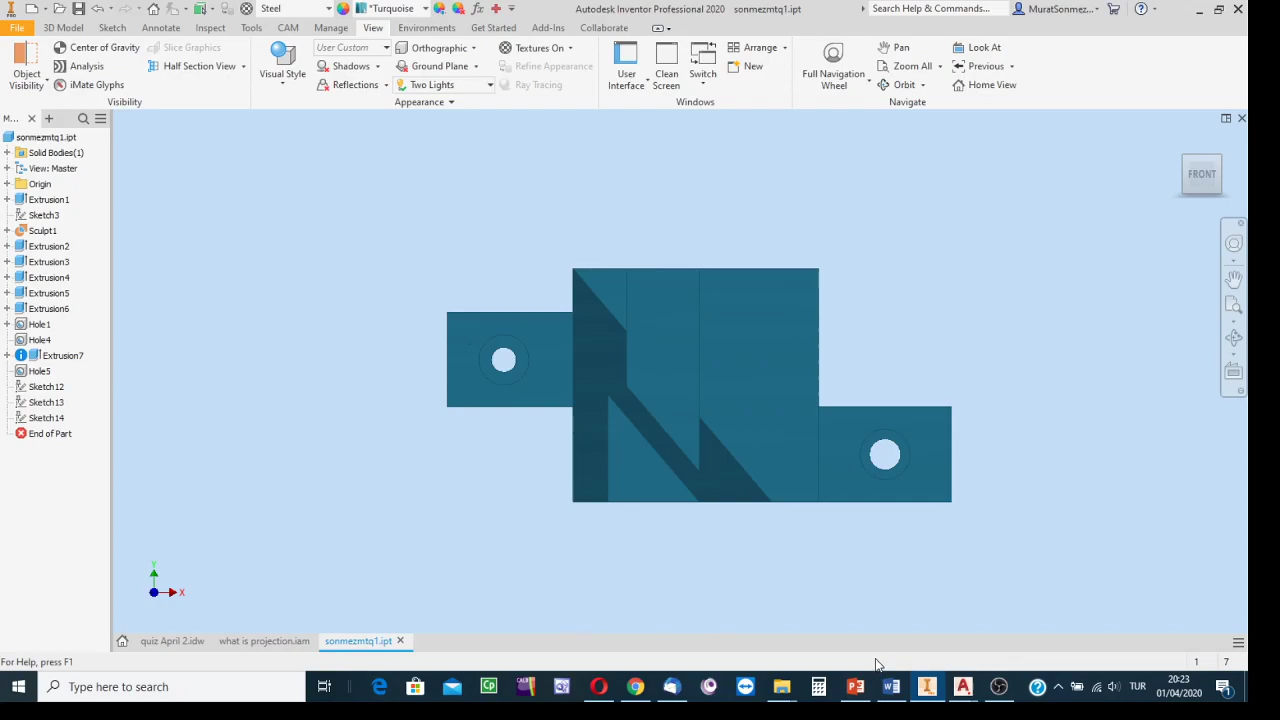 Steel
*Turquoise
Autodesk Inventor Professional 2020 sonmezmtq1.ipt
Search Help & Commands...
MuratSonmez...
File 3D Model Sketch Annotate Inspect Tools Manage CAM View Environments Get Started Add-Ins Collaborate
Object Visibility
Center of Gravity
Analysis
iMate Glyphs
Slice Graphics
Half Section View
Visibility
Visual Style
User Custom
Shadows
Reflections
Orthographic
Ground Plane
Two Lights
Textures On
Refine Appearance
Ray Tracing
Appearance
User Interface
Clean Screen
Switch
Arrange
New
Windows
Full Navigation Wheel
Pan
Zoom All
Orbit
Look At
Previous
Home View
Navigate
M...
sonmezmtq1.ipt
Solid Bodies(1)
View: Master
Origin
Extrusion1
Sketch3
Sculpt1
Extrusion2
Extrusion3
Extrusion4
Extrusion5
Extrusion6
Hole1
Hole4
Extrusion7
Hole5
Sketch12
Sketch13
Sketch14
End of Part
FRONT
Y
X
quiz April 2.idw what is projection.iam sonmezmtq1.ipt
For Help, press F1
1 7
Type here to search
TUR
20:23
01/04/2020